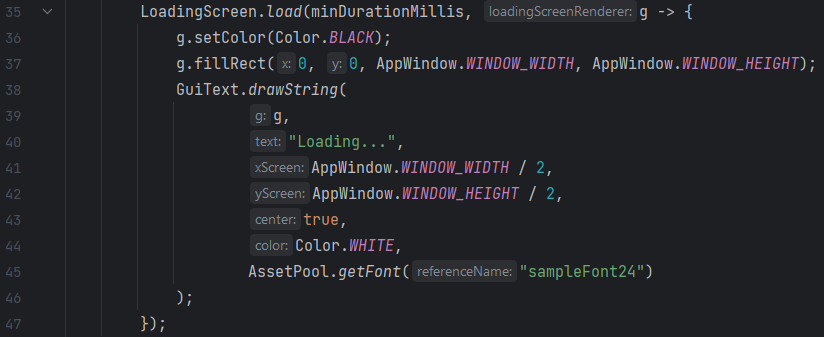 35 LoadingScreen.load(minDurationMillis, loadingScreenRenderer: g -> {
36 g.setColor(Color.BLACK);
37 g.fillRect( x: 0, y: 0, AppWindow.WINDOW_WIDTH, AppWindow.WINDOW_HEIGHT);
38 GuiText.drawString(
39 g: g,
40 text: "Loading...",
41 xScreen: AppWindow.WINDOW_WIDTH / 2,
42 yScreen: AppWindow.WINDOW_HEIGHT / 2,
43 center: true,
44 color: Color.WHITE,
45 AssetPool.getFont( referenceName: "sampleFont24")
46 );
47 });